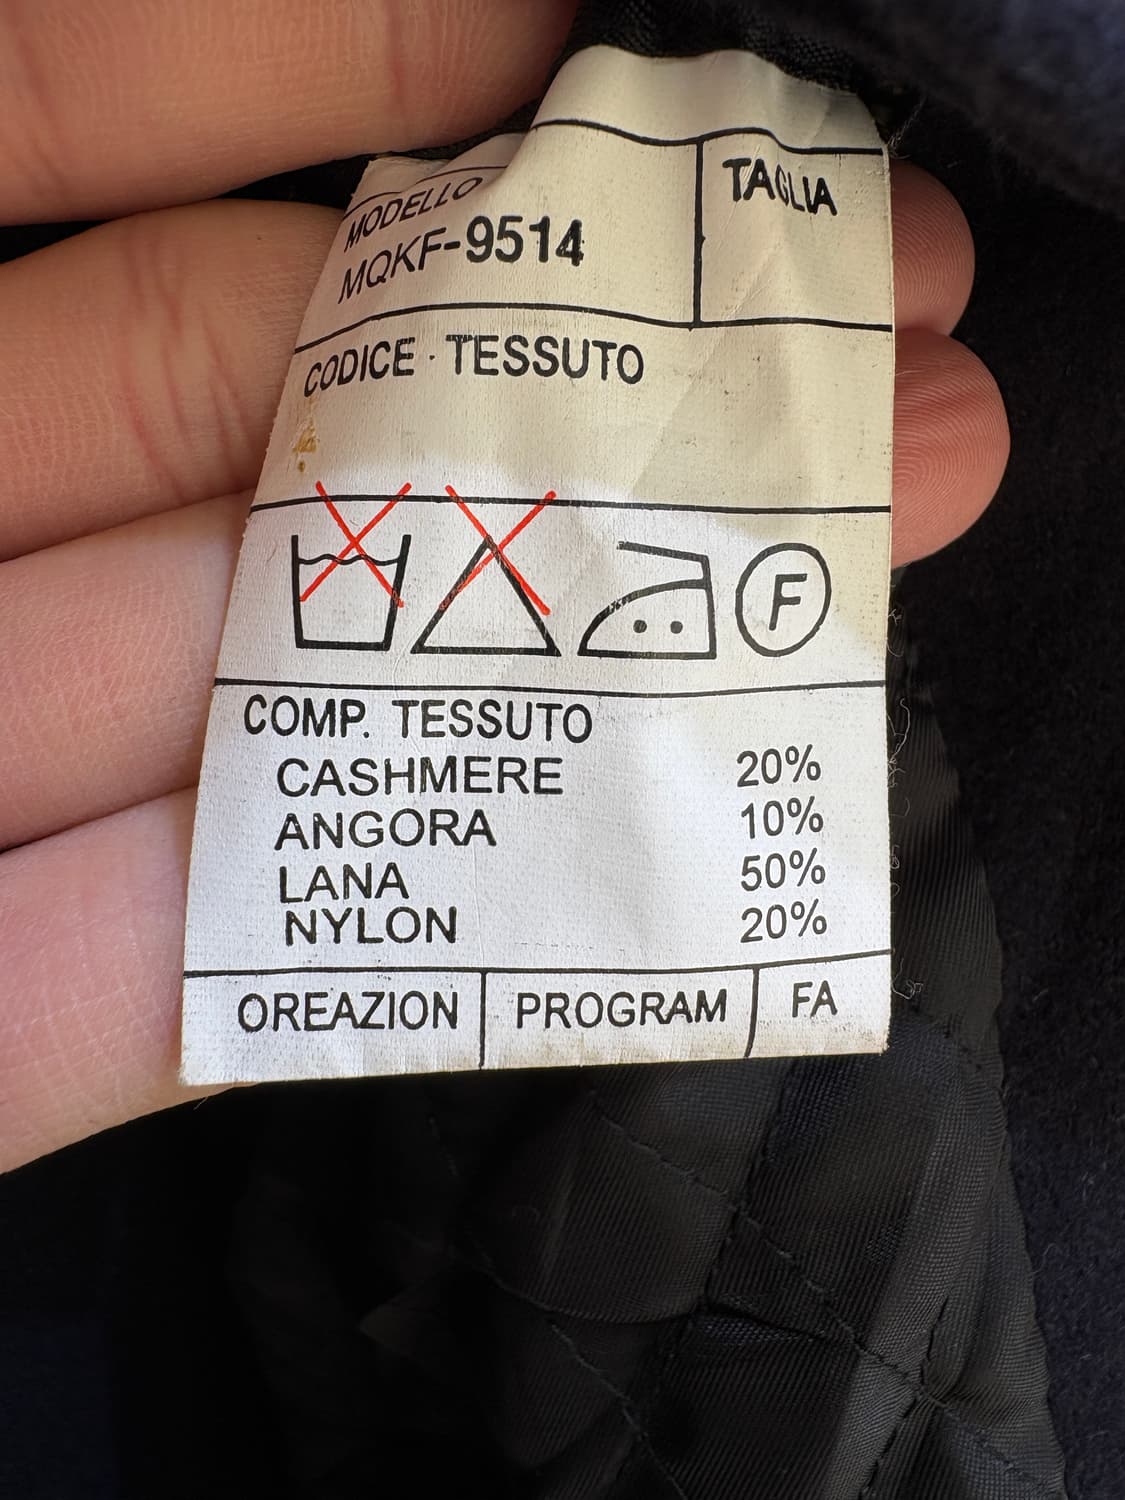 MODELLO
MQKF-9514
TAGLIA
CODICE · TESSUTO
F
COMP. TESSUTO
CASHMERE 20%
ANGORA 10%
LANA 50%
NYLON 20%
OREAZION PROGRAM FA